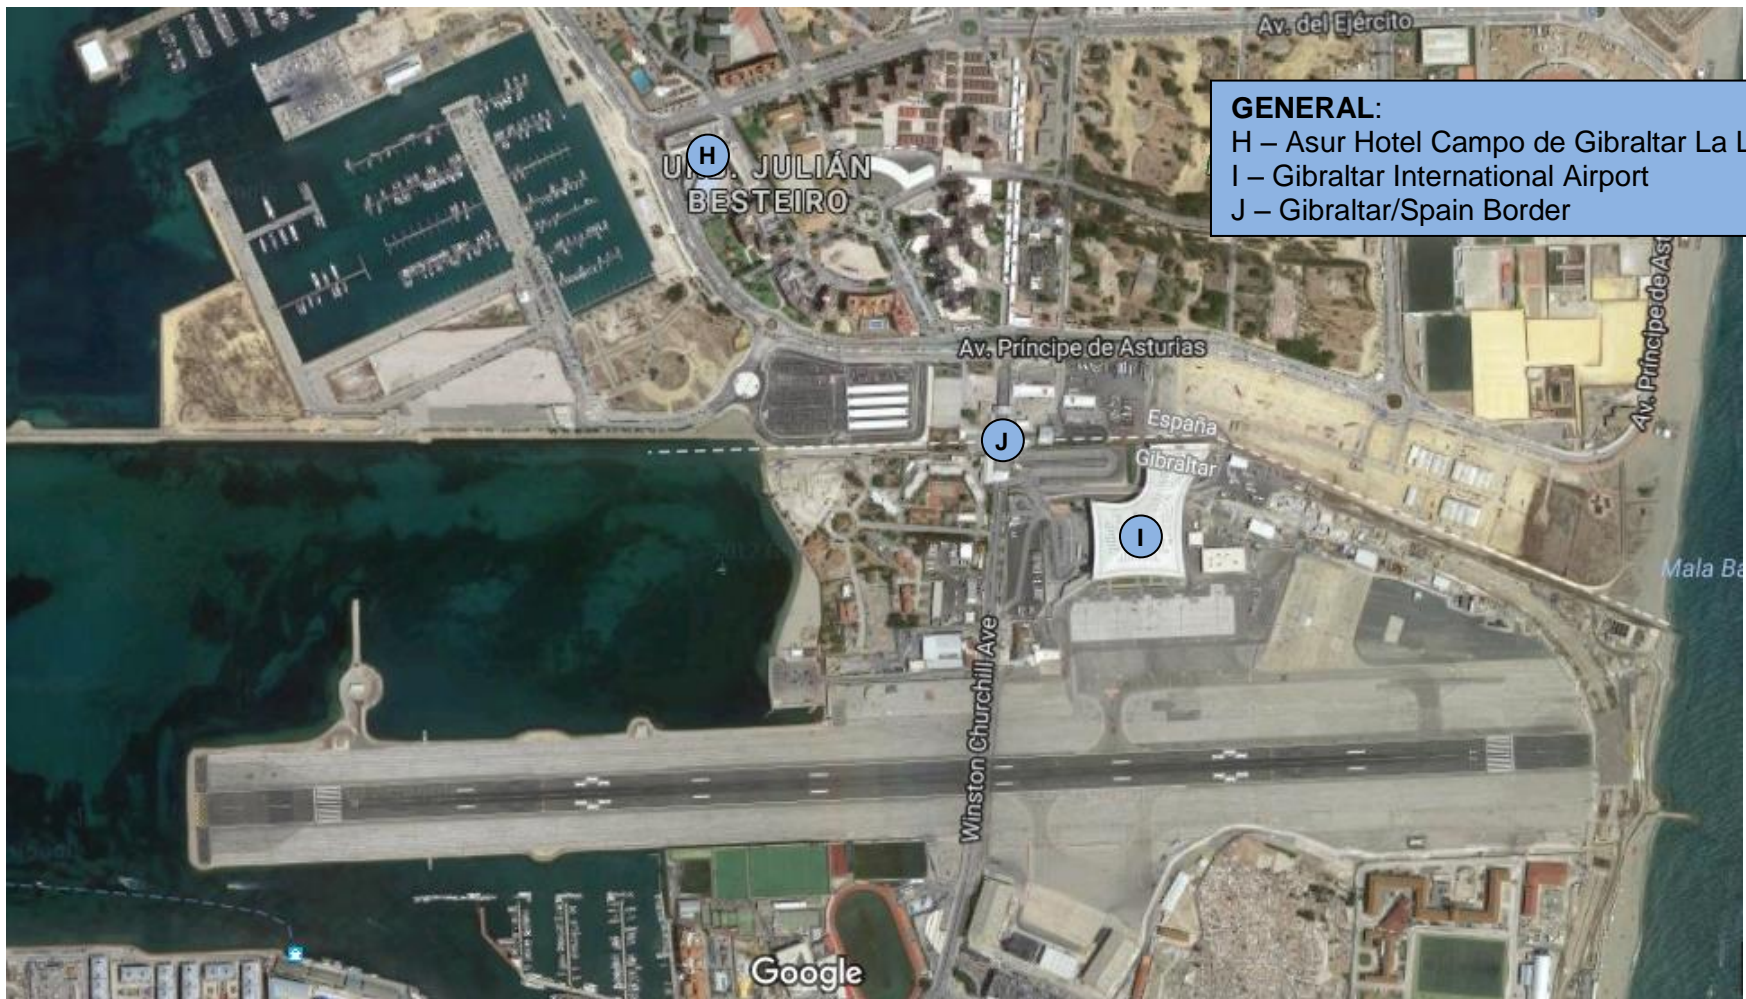 Av. del Ejército
GENERAL:
H – Asur Hotel Campo de Gibraltar La L
I – Gibraltar International Airport
J – Gibraltar/Spain Border
H
JULIÁN
BESTEIRO
Av. Príncipe de Ast
Av. Príncipe de Asturias
España
J
Gibraltar
I
Mala Ba
Winston Churchill Ave
Google